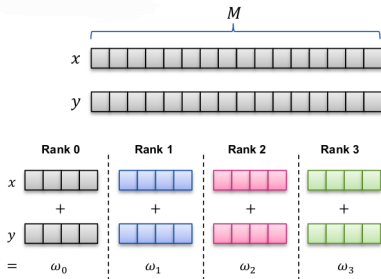 M
x
y
Rank 0 Rank 1 Rank 2 Rank 3
x
+ + + +
y
= ω₀ ω₁ ω₂ ω₃